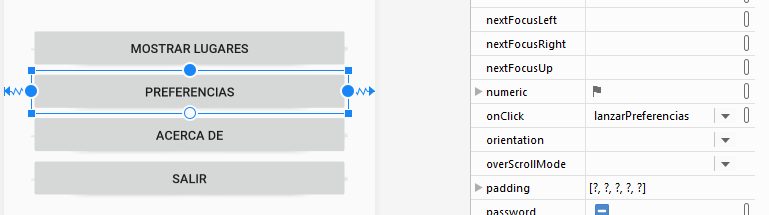 MOSTRAR LUGARES
PREFERENCIAS
ACERCA DE
SALIR
nextFocusLeft
nextFocusRight
nextFocusUp
numeric
onClick lanzarPreferencias
orientation
overScrollMode
padding [?, ?, ?, ?, ?]
password